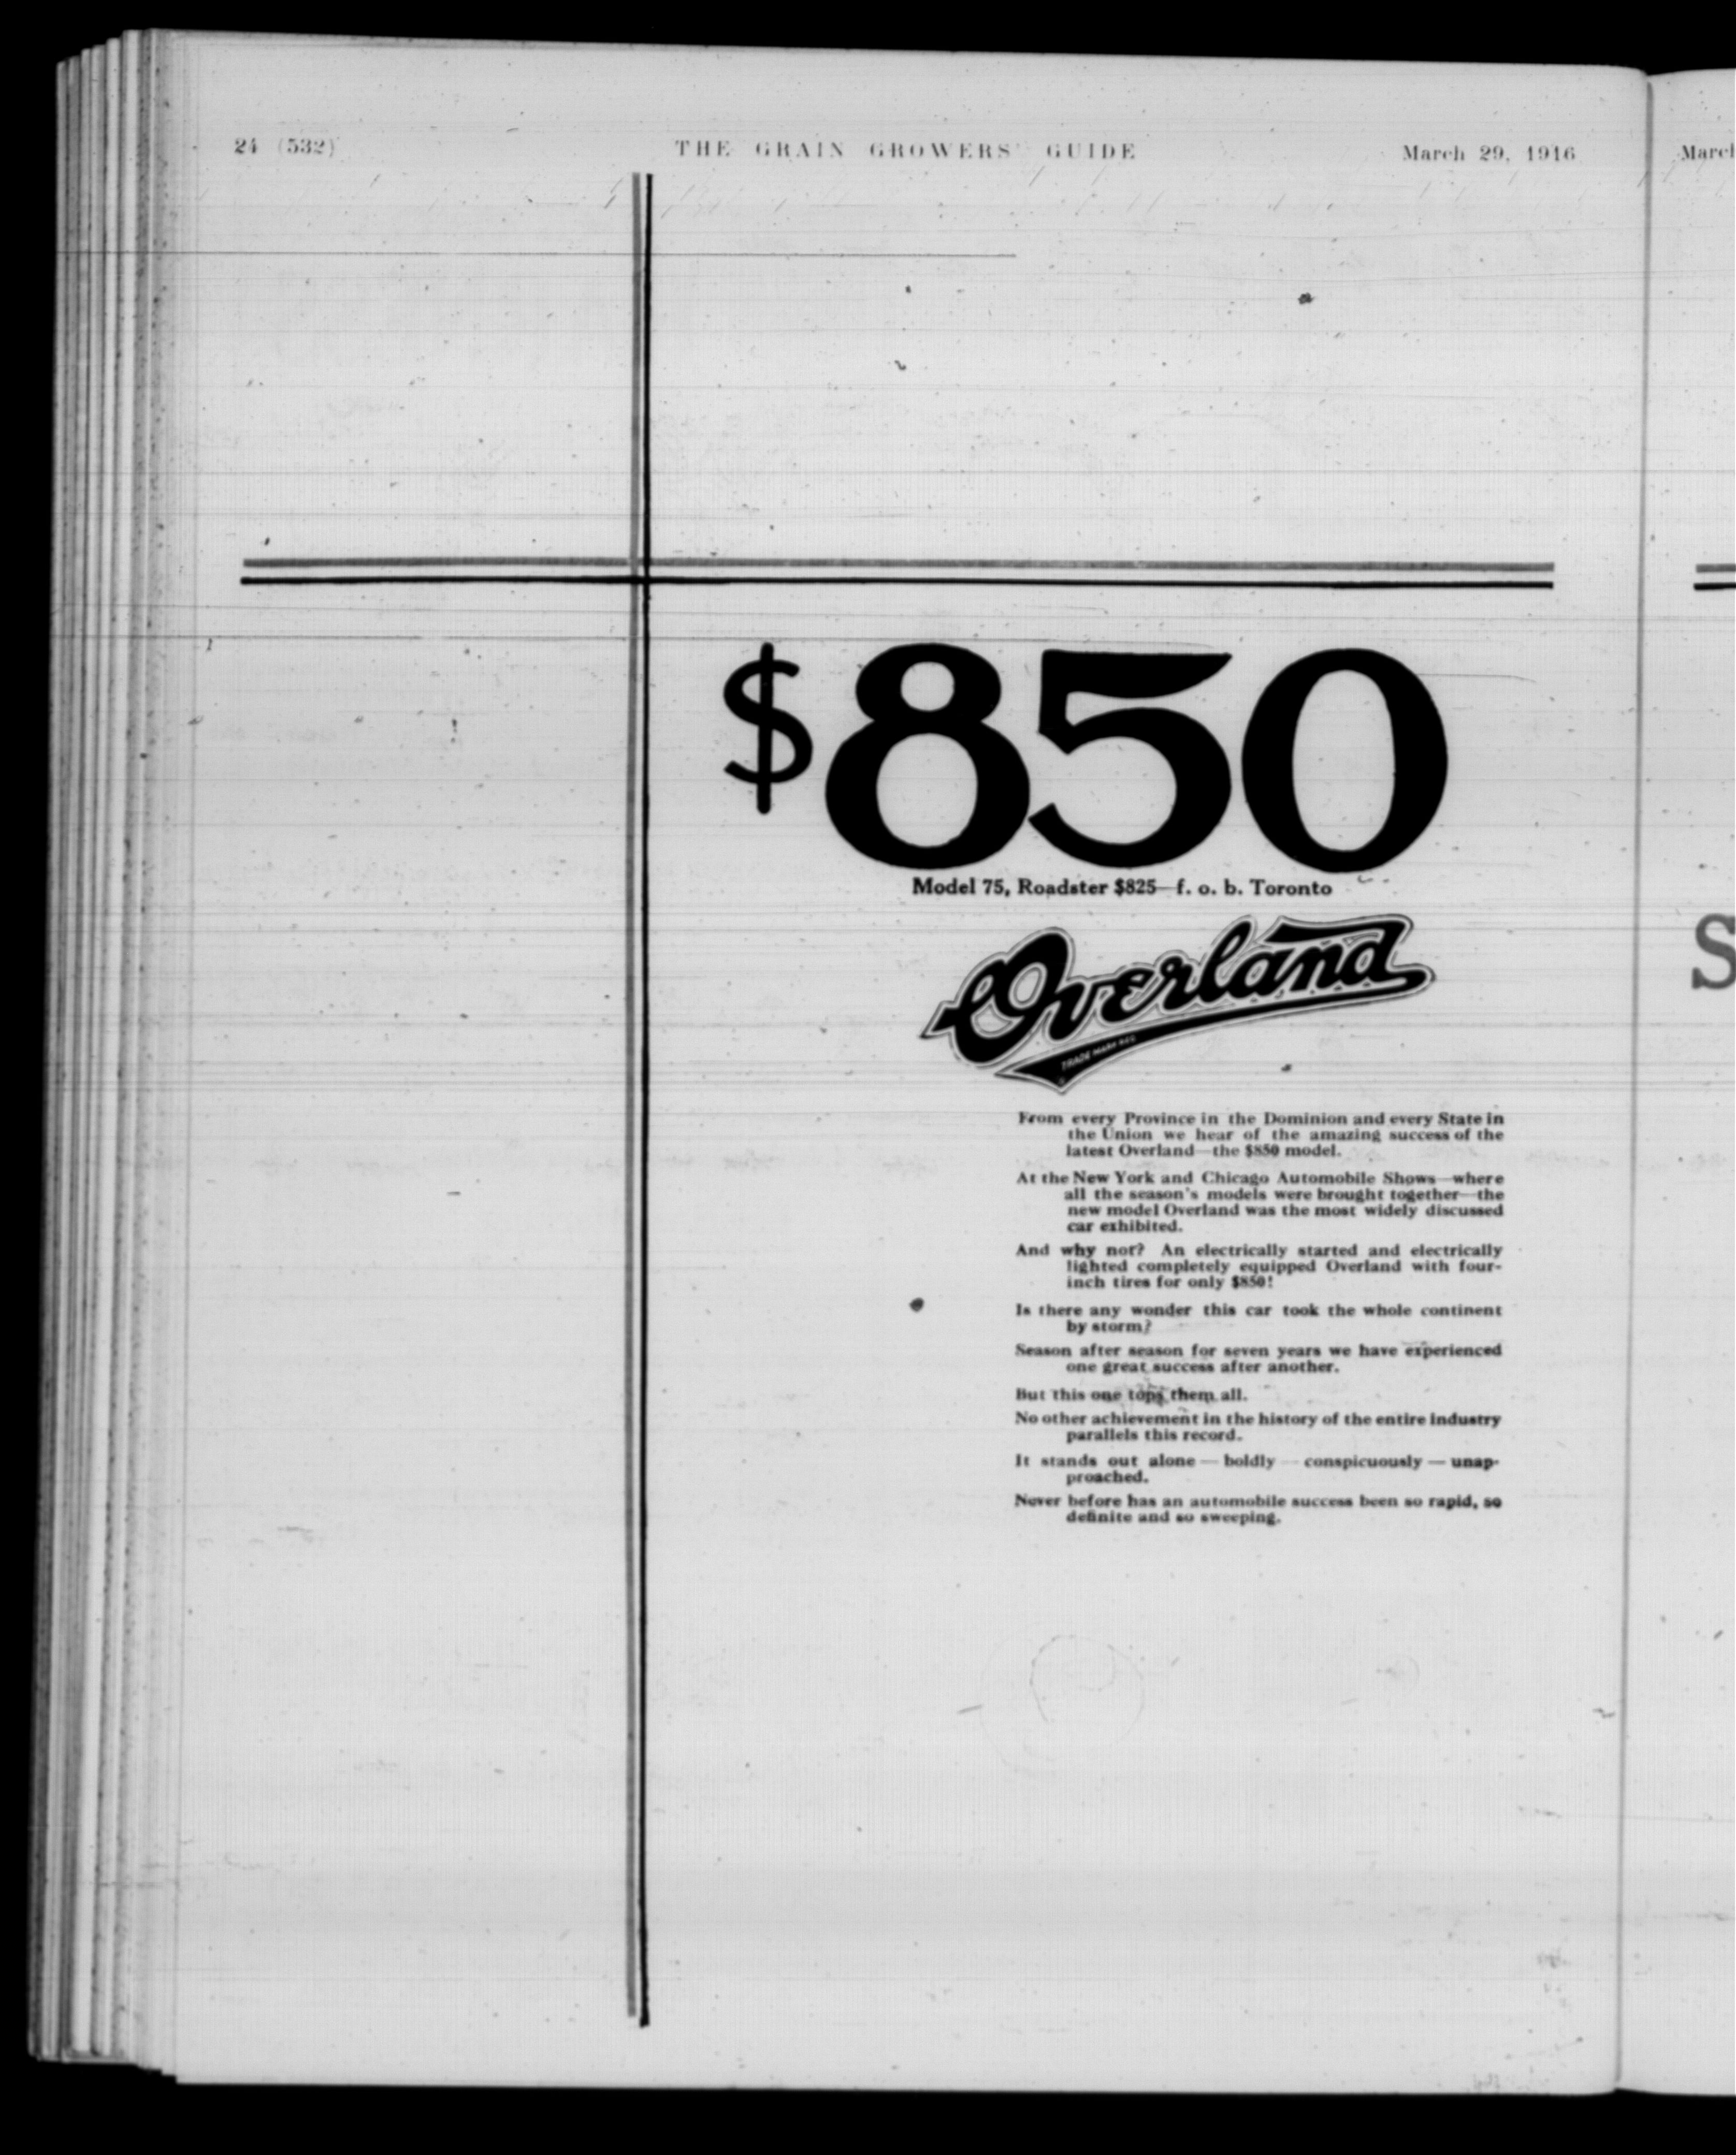 24 (532)
THE GRAIN GROWERS' GUIDE
March 29, 1916
$850
Model 75, Roadster $825—f. o. b. Toronto
Overland
TRADE MARK REG
From every Province in the Dominion and every State in
the Union we hear of the amazing success of the
latest Overland—the $850 model.
At the New York and Chicago Automobile Shows—where
all the season's models were brought together—the
new model Overland was the most widely discussed
car exhibited.
And why not? An electrically started and electrically
lighted completely equipped Overland with four-
inch tires for only $850!
Is there any wonder this car took the whole continent
by storm?
Season after season for seven years we have experienced
one great success after another.
But this one tops them all.
No other achievement in the history of the entire industry
parallels this record.
It stands out alone — boldly — conspicuously — unap-
proached.
Never before has an automobile success been so rapid, so
definite and so sweeping.
March
S